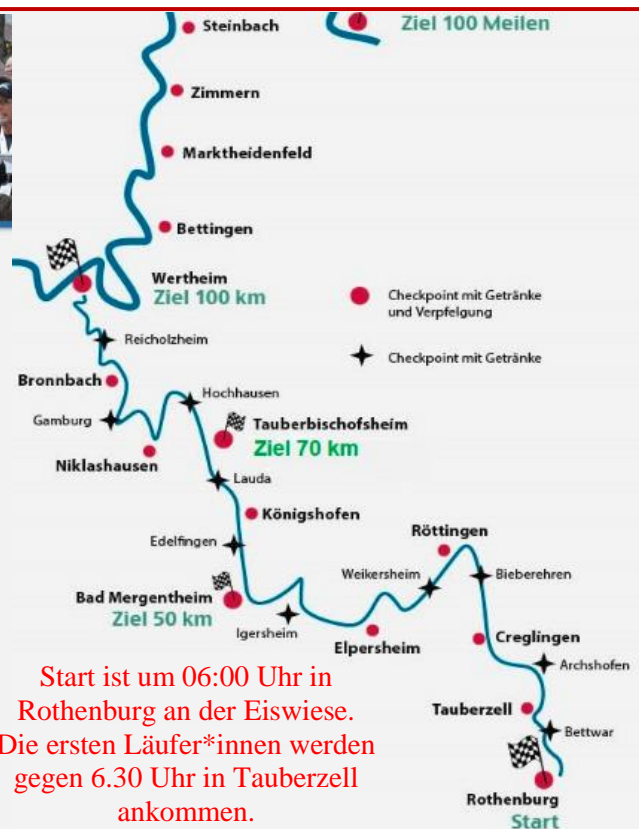 Steinbach
Ziel 100 Meilen
Zimmern
Marktheidenfeld
Bettingen
Wertheim
Ziel 100 km
Checkpoint mit Getränke
und Verpfelgung
Checkpoint mit Getränke
Reicholzheim
Bronnbach
Hochhausen
Gamburg
Tauberbischofsheim
Ziel 70 km
Niklashausen
Lauda
Königshofen
Edelfingen
Röttingen
Weikersheim
Bieberehren
Bad Mergentheim
Ziel 50 km
Igersheim
Elpersheim
Creglingen
Archshofen
Tauberzell
Bettwar
Rothenburg
Start
Start ist um 06:00 Uhr in
Rothenburg an der Eiswiese.
Die ersten Läufer*innen werden
gegen 6.30 Uhr in Tauberzell
ankommen.